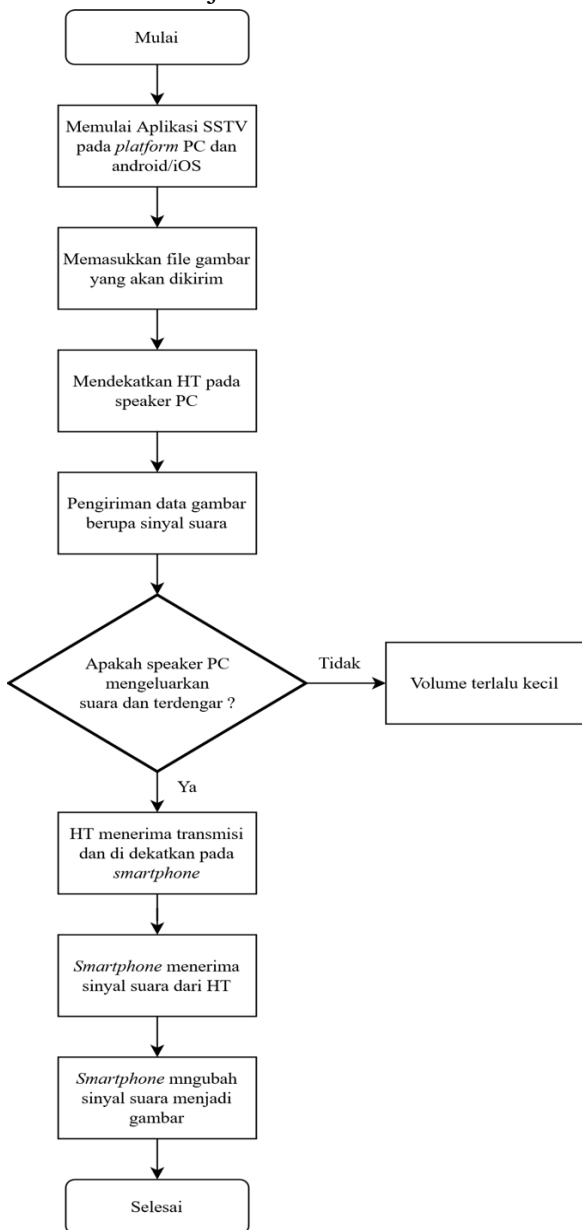 Mulai
Memulai Aplikasi SSTV
pada platform PC dan
android/iOS
Memasukkan file gambar
yang akan dikirim
Mendekatkan HT pada
speaker PC
Pengiriman data gambar
berupa sinyal suara
Apakah speaker PC
mengeluarkan
suara dan terdengar ?
Tidak
Volume terlalu kecil
Ya
HT menerima transmisi
dan di dekatkan pada
smartphone
Smartphone menerima
sinyal suara dari HT
Smartphone mngubah
sinyal suara menjadi
gambar
Selesai